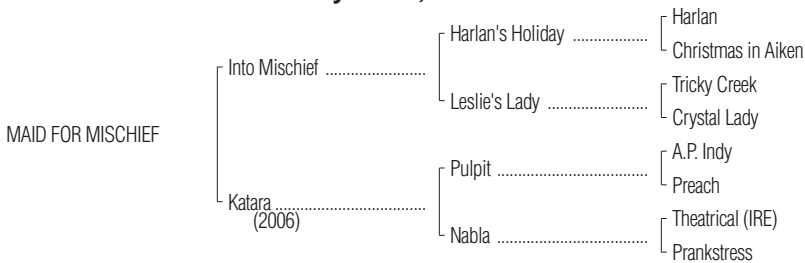 Harlan
Harlan's Holiday ..................
Christmas in Aiken
Into Mischief ........................
Tricky Creek
Leslie's Lady ........................
Crystal Lady
MAID FOR MISCHIEF
A.P. Indy
Pulpit .............................
Preach
Katara ....................................
(2006)
Theatrical (IRE)
Nabla ....................................
Prankstress